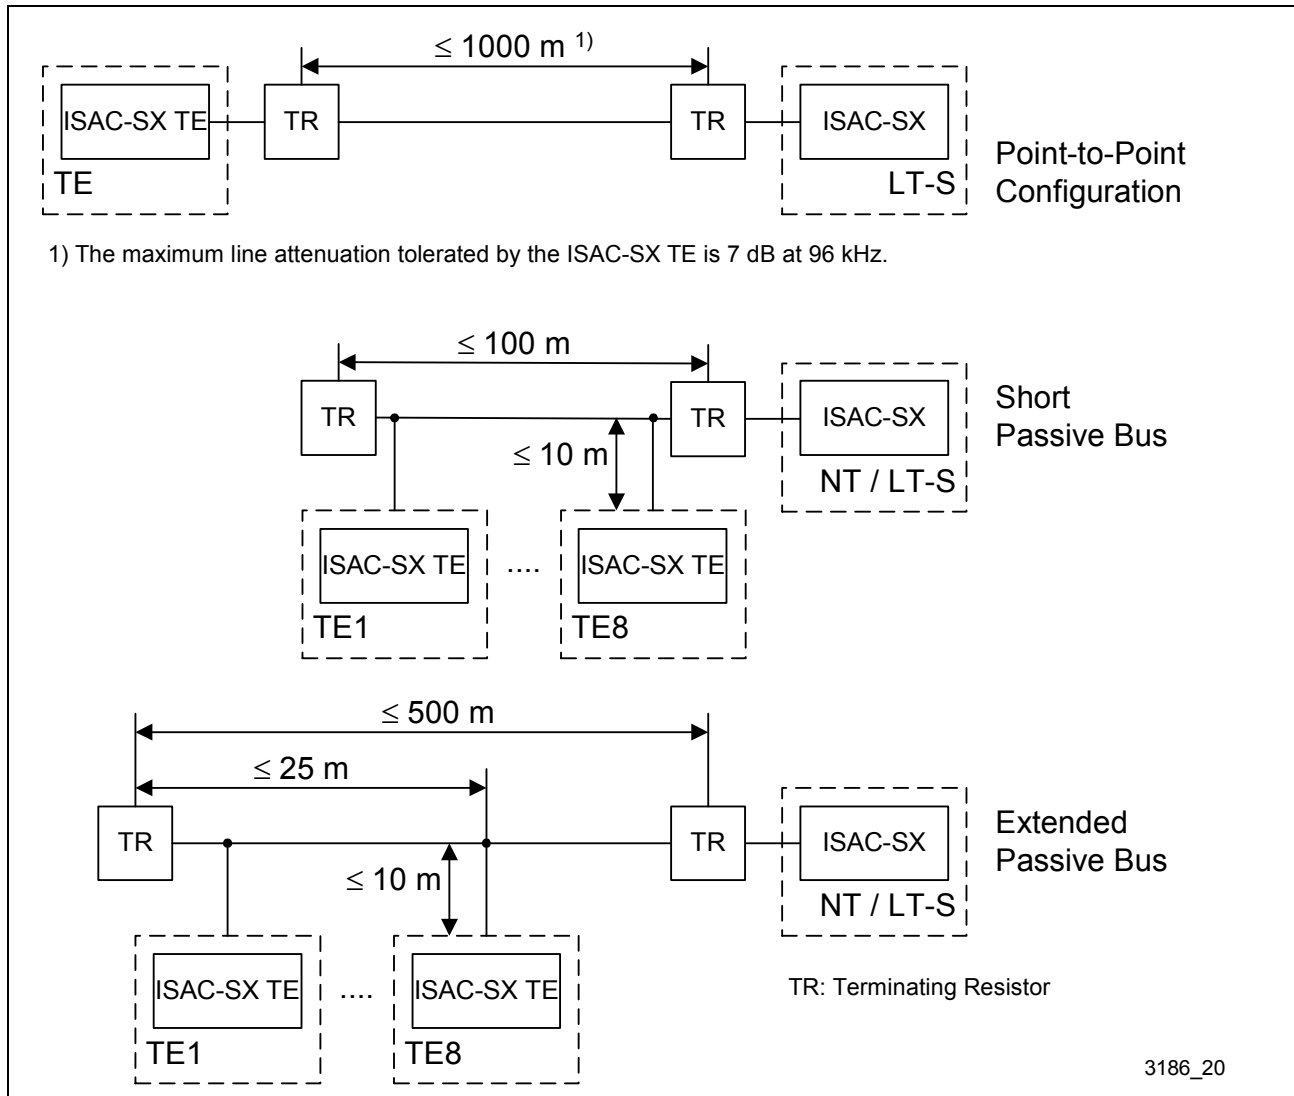 ≤ 1000 m 1)
ISAC-SX TE
TR
TR
ISAC-SX
TE
LT-S
Point-to-Point
Configuration
1) The maximum line attenuation tolerated by the ISAC-SX TE is 7 dB at 96 kHz.
≤ 100 m
TR
TR
ISAC-SX
NT / LT-S
Short
Passive Bus
≤ 10 m
ISAC-SX TE
....
ISAC-SX TE
TE1
TE8
≤ 500 m
≤ 25 m
TR
TR
ISAC-SX
NT / LT-S
Extended
Passive Bus
≤ 10 m
ISAC-SX TE
....
ISAC-SX TE
TE1
TE8
TR: Terminating Resistor
3186_20